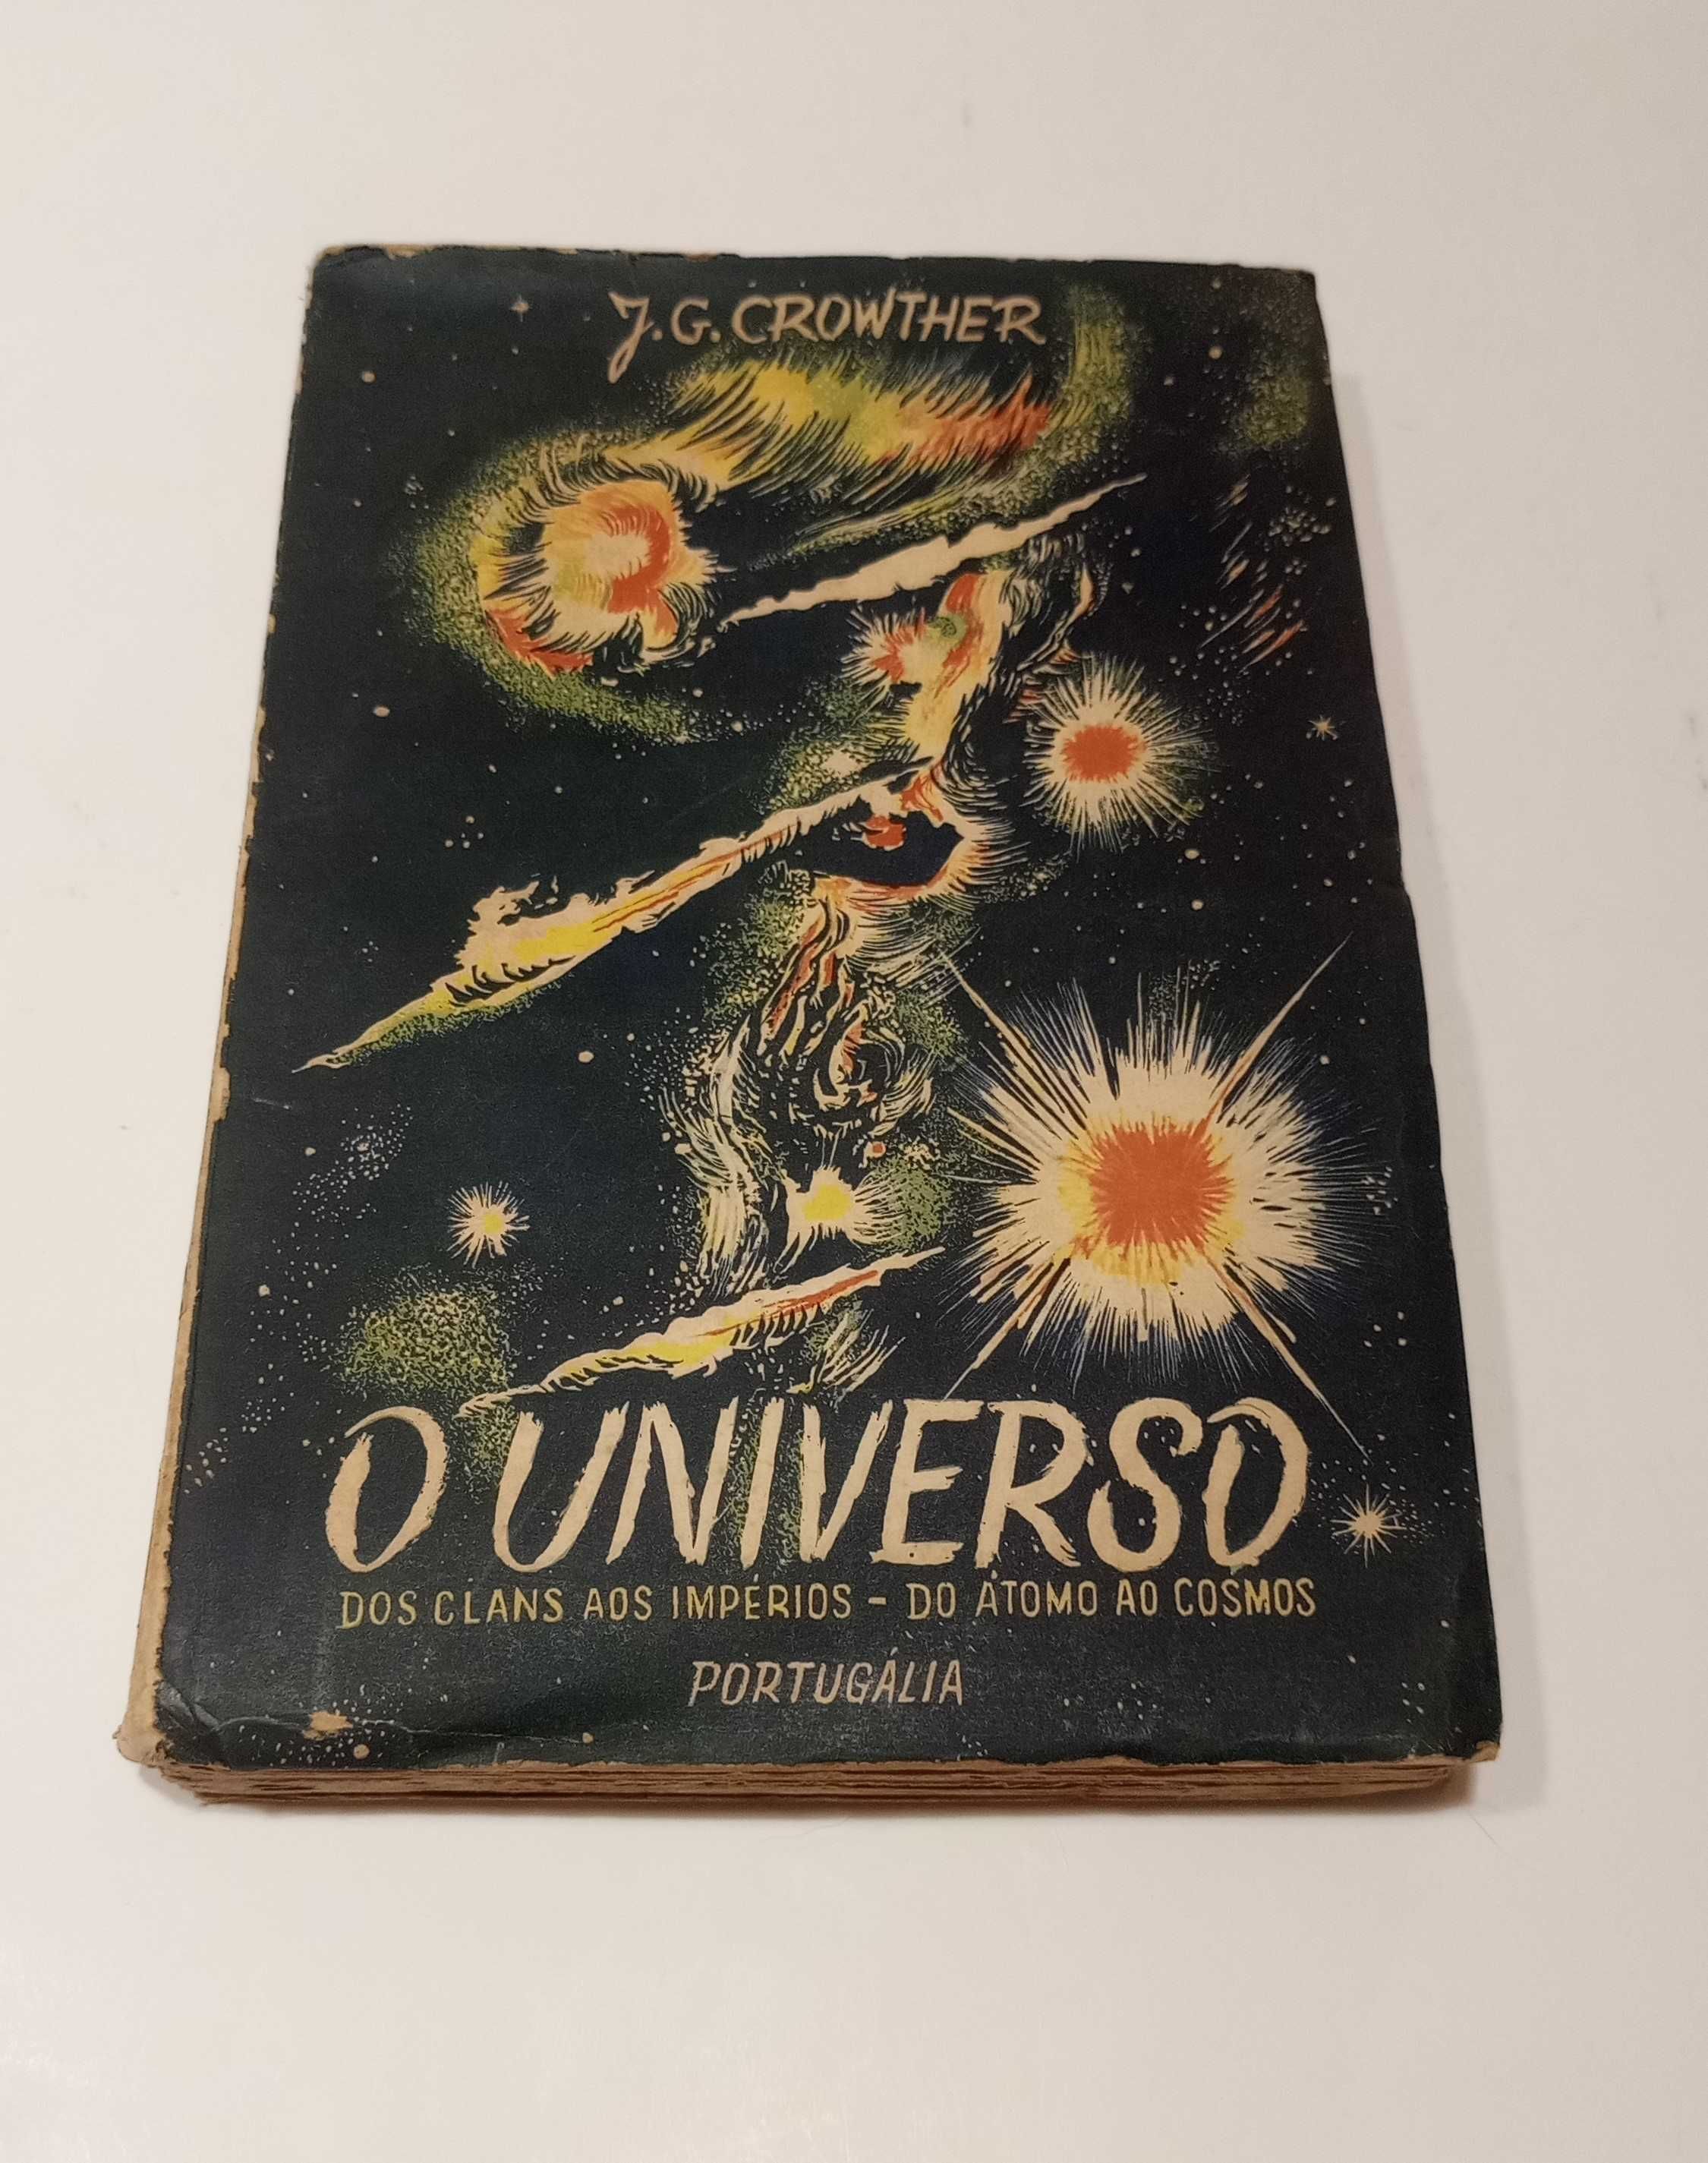 J. G. CROWTHER
O UNIVERSO
DOS CLANS AOS IMPÉRIOS - DO ÁTOMO AO COSMOS
PORTUGÁLIA